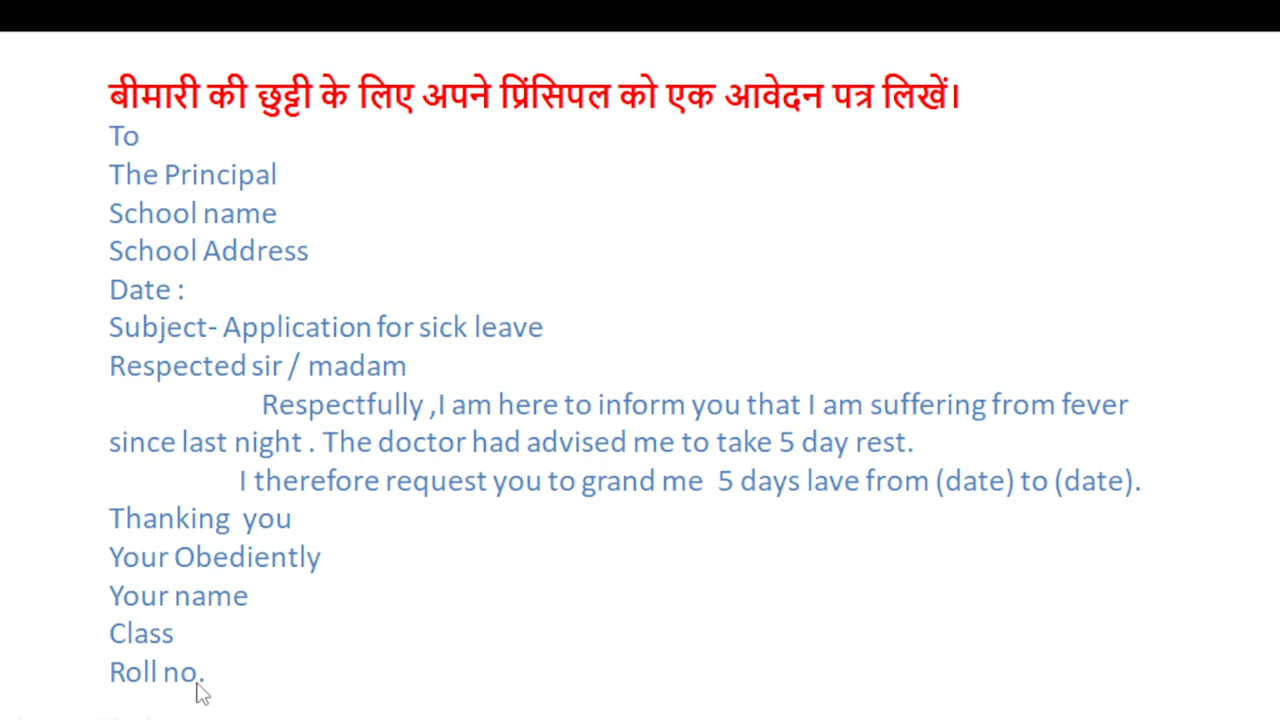 बीमारी की छुट्टी के लिए अपने प्रिंसिपल को एक आवेदन पत्र लिखें।
To
The Principal
School name
School Address
Date :
Subject- Application for sick leave
Respected sir / madam
Respectfully ,I am here to inform you that I am suffering from fever
since last night . The doctor had advised me to take 5 day rest.
I therefore request you to grand me 5 days lave from (date) to (date).
Thanking you
Your Obediently
Your name
Class
Roll no.